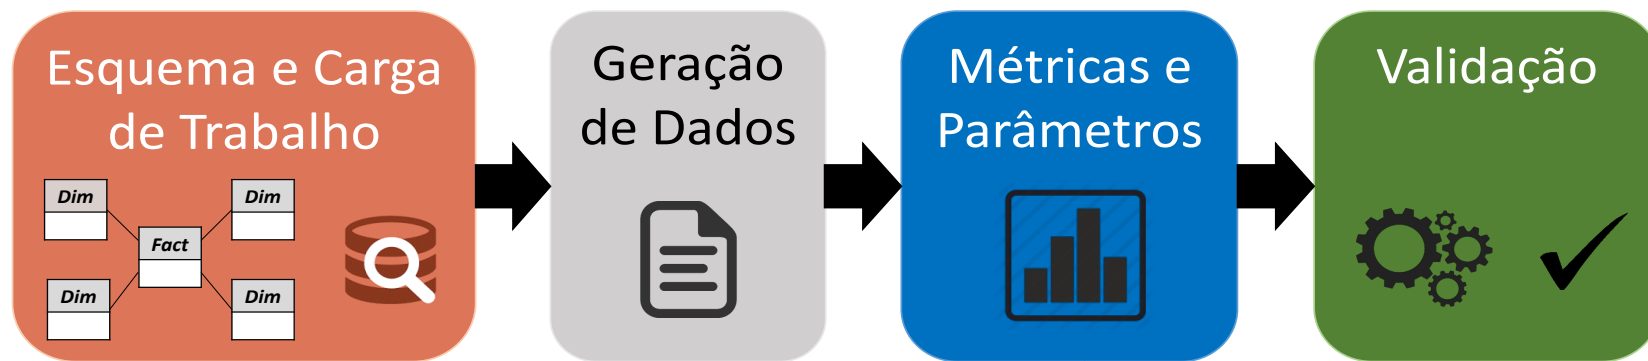 Esquema e Carga
de Trabalho
Dim
Dim
Fact
Dim
Dim
Geração
de Dados
Métricas e
Parâmetros
Validação